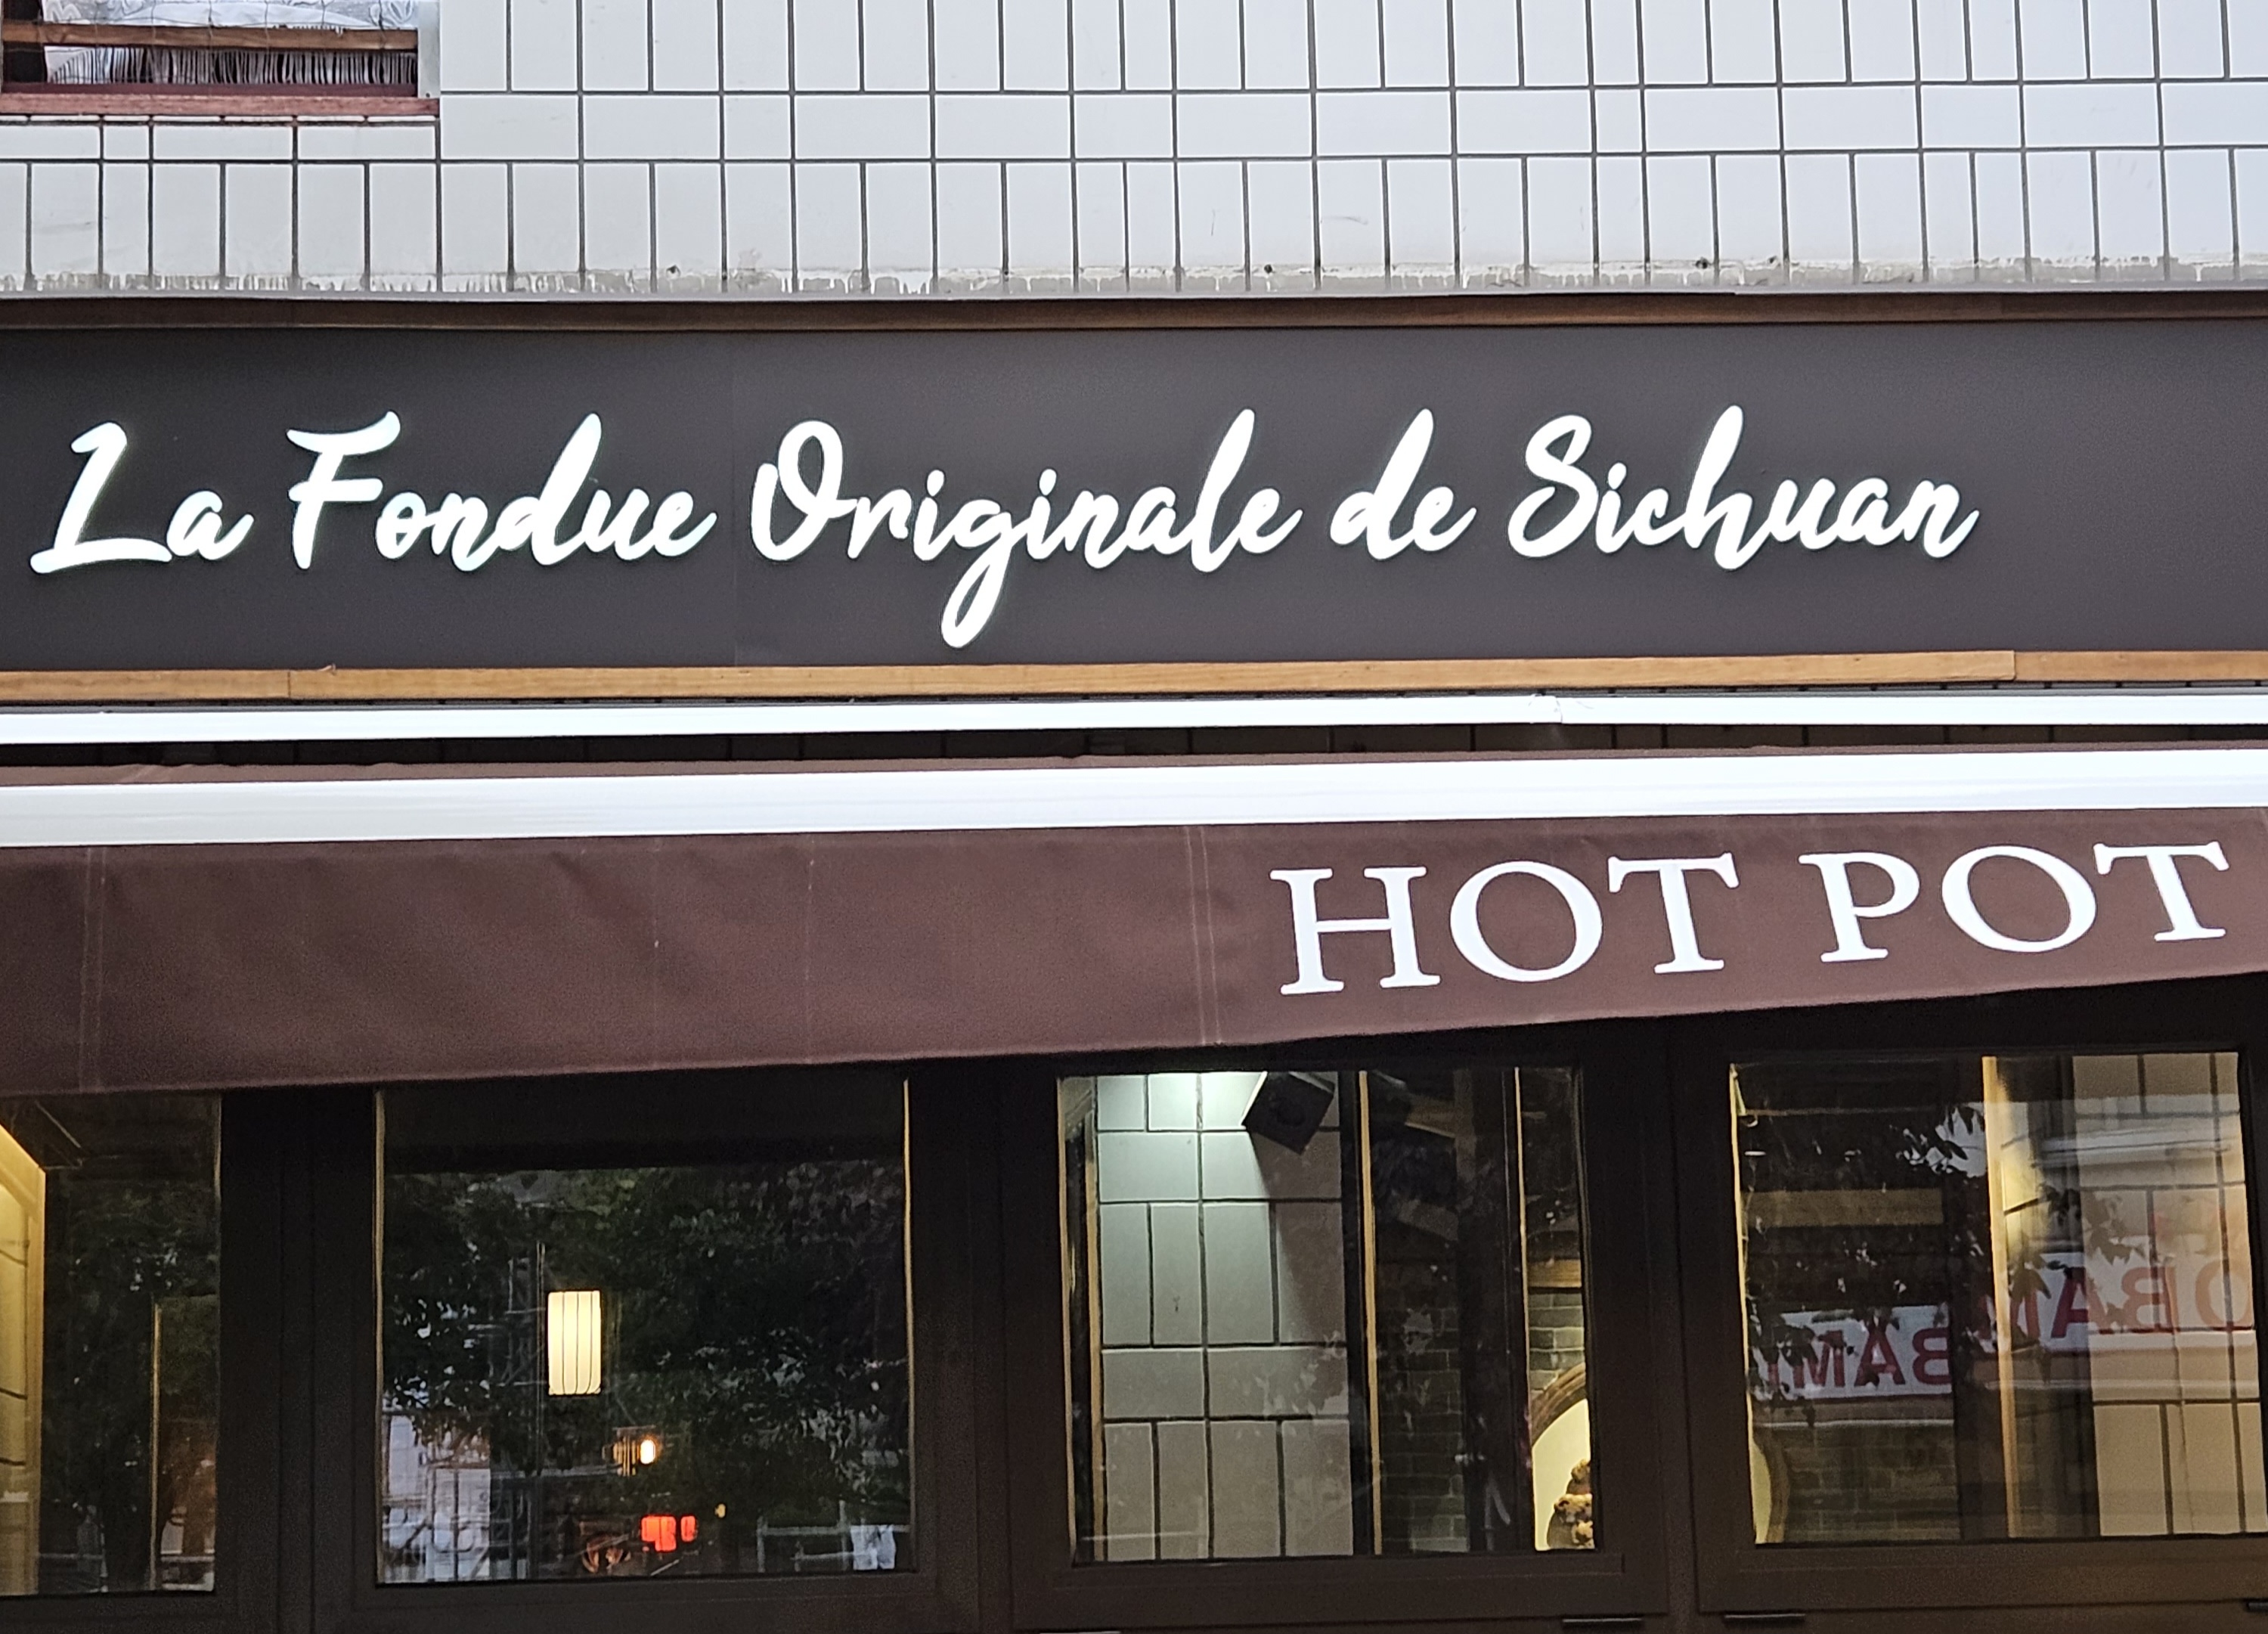 La Fondue Originale de Sichuan
HOT POT